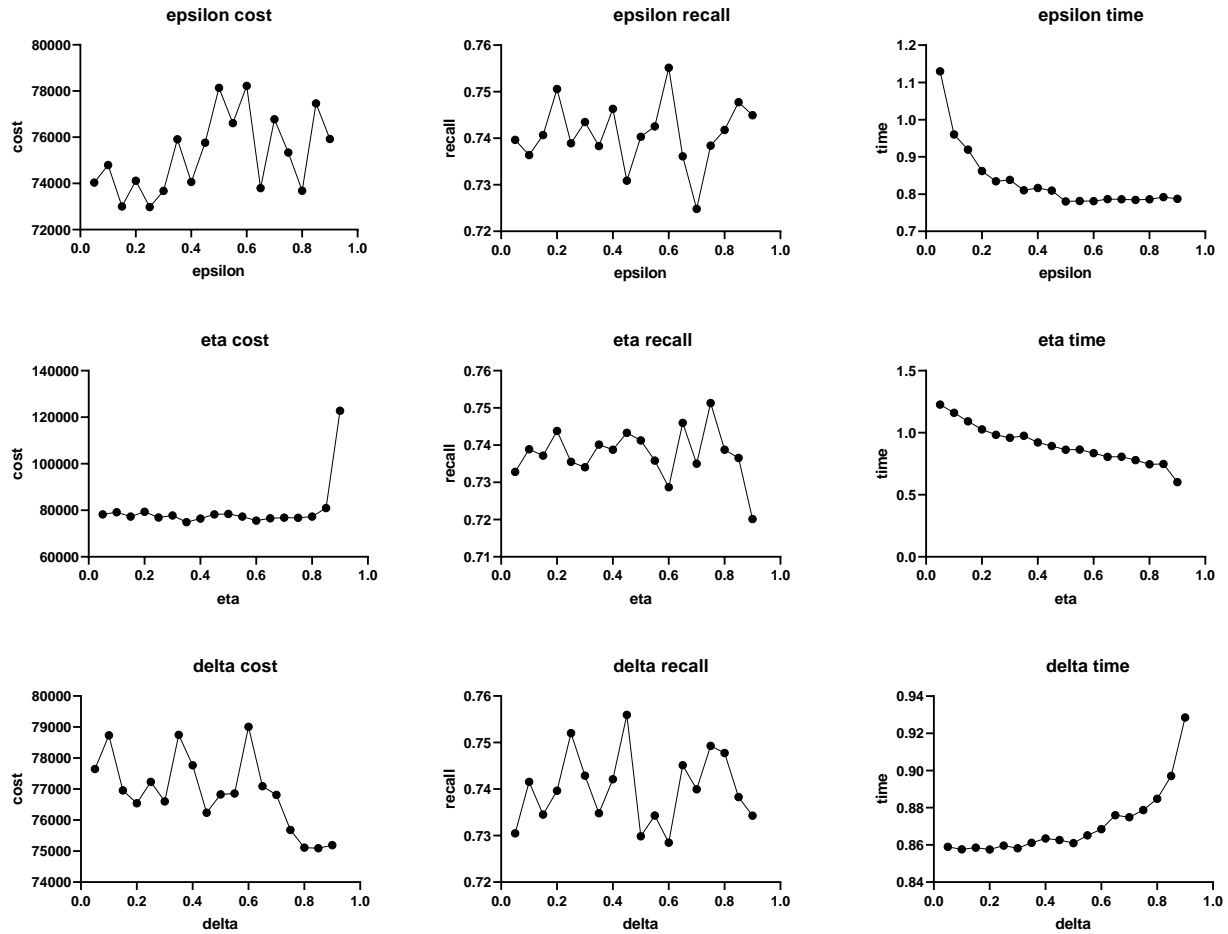 epsilon cost
80000
78000
76000
74000
72000
cost
0.0 0.2 0.4 0.6 0.8 1.0
epsilon
epsilon recall
0.76
0.75
0.74
0.73
0.72
recall
0.0 0.2 0.4 0.6 0.8 1.0
epsilon
epsilon time
1.2
1.1
1.0
0.9
0.8
0.7
time
0.0 0.2 0.4 0.6 0.8 1.0
epsilon
eta cost
140000
120000
100000
80000
60000
cost
0.0 0.2 0.4 0.6 0.8 1.0
eta
eta recall
0.76
0.75
0.74
0.73
0.72
0.71
recall
0.0 0.2 0.4 0.6 0.8 1.0
eta
eta time
1.5
1.0
0.5
0.0
time
0.0 0.2 0.4 0.6 0.8 1.0
eta
delta cost
80000
79000
78000
77000
76000
75000
74000
cost
0.0 0.2 0.4 0.6 0.8 1.0
delta
delta recall
0.76
0.75
0.74
0.73
0.72
recall
0.0 0.2 0.4 0.6 0.8 1.0
delta
delta time
0.94
0.92
0.90
0.88
0.86
0.84
time
0.0 0.2 0.4 0.6 0.8 1.0
delta